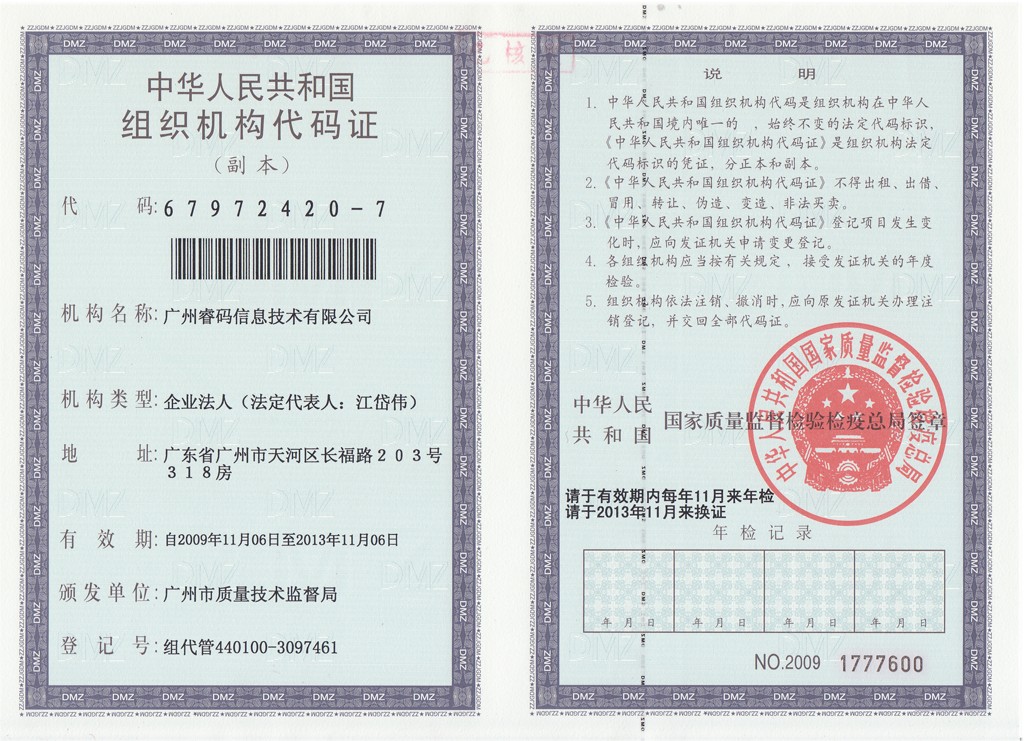 中华人民共和国
组织机构代码证
（副本）
代 码: 67972420-7
机构名称: 广州睿码信息技术有限公司
机构类型: 企业法人（法定代表人：江岱伟）
地 址: 广东省广州市天河区长福路２０３号
３１８房
有 效 期: 自2009年11月06日至2013年11月06日
颁发单位: 广州市质量技术监督局
登 记 号: 组代管440100-3097461
核
说 明
1. 中华人民共和国组织机构代码是组织机构在中华人
民共和国境内唯一的 ，始终不变的法定代码标识，
《中华人民共和国组织机构代码证》是组织机构法定
代码标识的凭证，分正本和副本。
2.《中华人民共和国组织机构代码证》不得出租、出借、
冒用、转让、伪造、变造、非法买卖。
3.《中华人民共和国组织机构代码证》登记项目发生变
化时，应向发证机关申请变更登记。
4. 各组织机构应当按有关规定，接受发证机关的年度
检验。
5. 组织机构依法注销、撤消时，应向原发证机关办理注
销登记，并交回全部代码证。
中华人民
共和国 国家质量监督检验检疫总局签章
中华人民共和国国家质量监督检验检疫总局
请于有效期内每年11月来年检
请于2013年11月来换证
年检记录
年 月 日 年 月 日 年 月 日 年 月 日
NO.2009 1777600